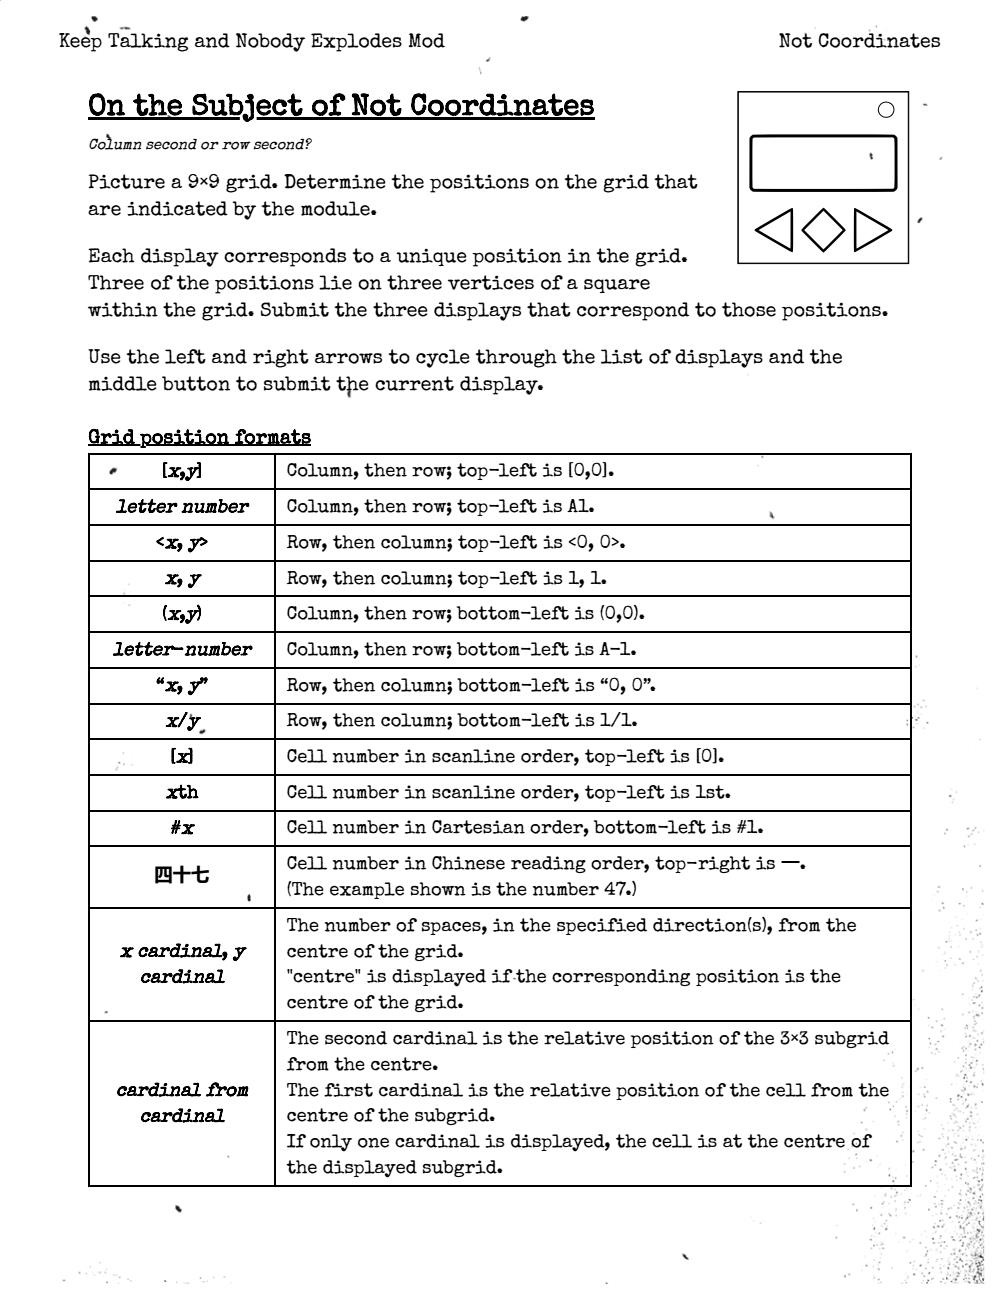 Keep Talking and Nobody Explodes Mod
Not Coordinates
On the Subject of Not Coordinates
Column second or row second?
Picture a 9×9 grid. Determine the positions on the grid that
are indicated by the module.
Each display corresponds to a unique position in the grid.
Three of the positions lie on three vertices of a square
within the grid. Submit the three displays that correspond to those positions.
Use the left and right arrows to cycle through the list of displays and the
middle button to submit the current display.
Grid position formats
[x,y]
Column, then row; top-left is [0,0].
letter number
Column, then row; top-left is A1.
<x, y>
Row, then column; top-left is <0, 0>.
x, y
Row, then column; top-left is 1, 1.
(x,y)
Column, then row; bottom-left is (0,0).
letter-number
Column, then row; bottom-left is A-1.
“x, y”
Row, then column; bottom-left is “0, 0”.
x/y
Row, then column; bottom-left is 1/1.
[x]
Cell number in scanline order, top-left is [0].
xth
Cell number in scanline order, top-left is 1st.
#x
Cell number in Cartesian order, bottom-left is #1.
四十七
Cell number in Chinese reading order, top-right is 一.
(The example shown is the number 47.)
x cardinal, y
cardinal
The number of spaces, in the specified direction(s), from the
centre of the grid.
"centre" is displayed if the corresponding position is the
centre of the grid.
cardinal from
cardinal
The second cardinal is the relative position of the 3×3 subgrid
from the centre.
The first cardinal is the relative position of the cell from the
centre of the subgrid.
If only one cardinal is displayed, the cell is at the centre of
the displayed subgrid.